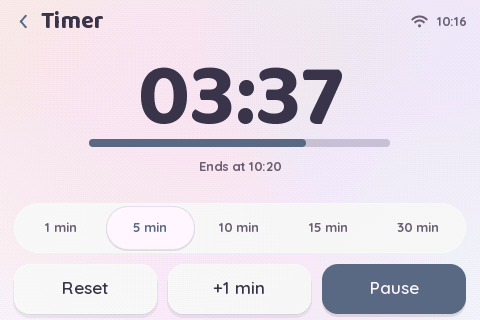 Timer
10:16
03:37
Ends at 10:20
1 min
5 min
10 min
15 min
30 min
Reset
+1 min
Pause